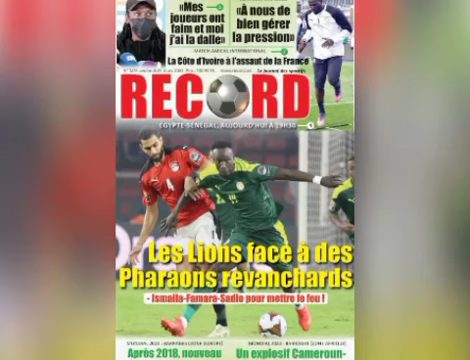 «Mes
joueurs ont
faim et moi
j'ai la dalle»
«À nous de
bien gérer
la pression»
MATCH AMICAL INTERNATIONAL
La Côte d'Ivoire à l'assaut de la France
Le Journal des sportifs
RECORD
EGYPTE-SENEGAL, AUJOURD'HUI À 19H30
Les Lions face à des
Pharaons revanchards
- Ismaïla-Famara-Sadio pour mettre le feu !
Après 2018, nouveau
Un explosif Cameroun-